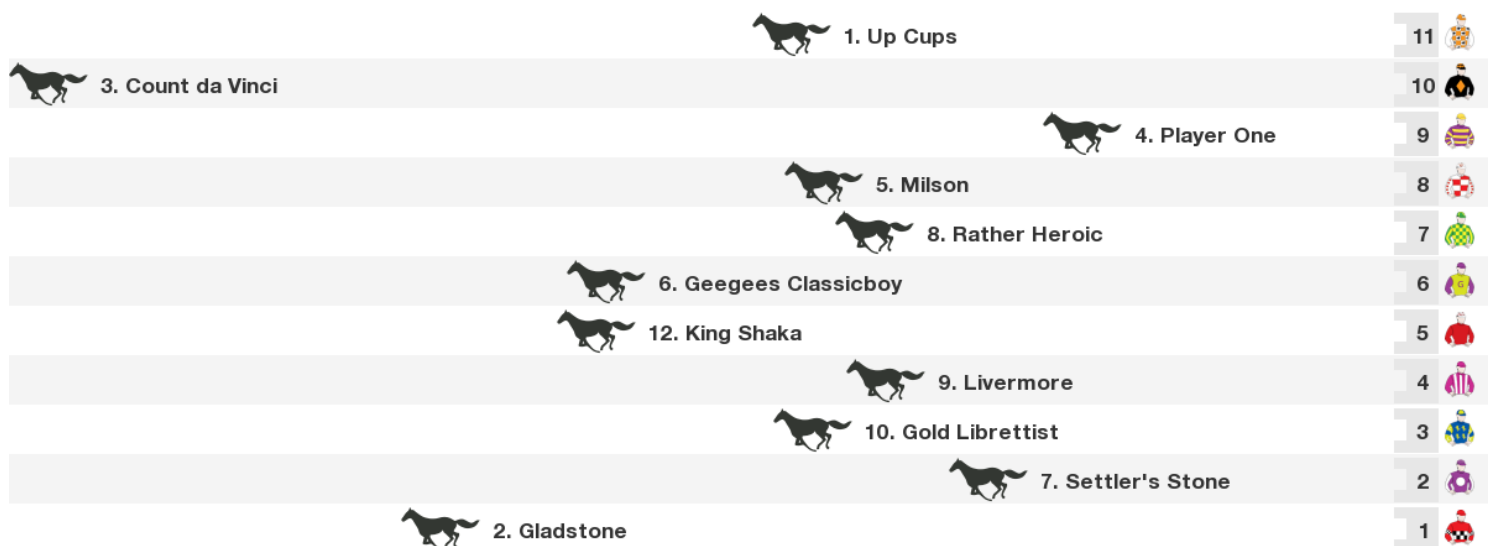 1. Up Cups 11
3. Count da Vinci 10
4. Player One 9
5. Milson 8
8. Rather Heroic 7
6. Geegees Classicboy 6 G
12. King Shaka 5
9. Livermore 4
10. Gold Librettist 3
7. Settler's Stone 2
2. Gladstone 1